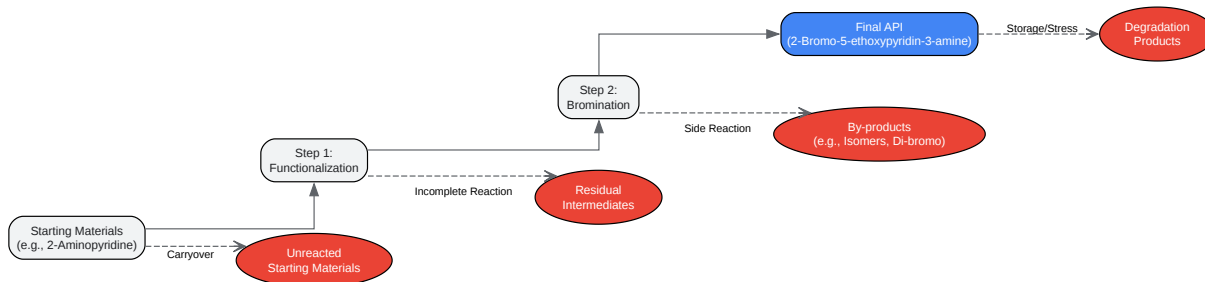 Final API
(2-Bromo-5-ethoxypyridin-3-amine)
Storage/Stress
Degradation
Products
Step 2:
Bromination
Side Reaction
By-products
(e.g., Isomers, Di-bromo)
Step 1:
Functionalization
Incomplete Reaction
Residual
Intermediates
Starting Materials
(e.g., 2-Aminopyridine)
Carryover
Unreacted
Starting Materials